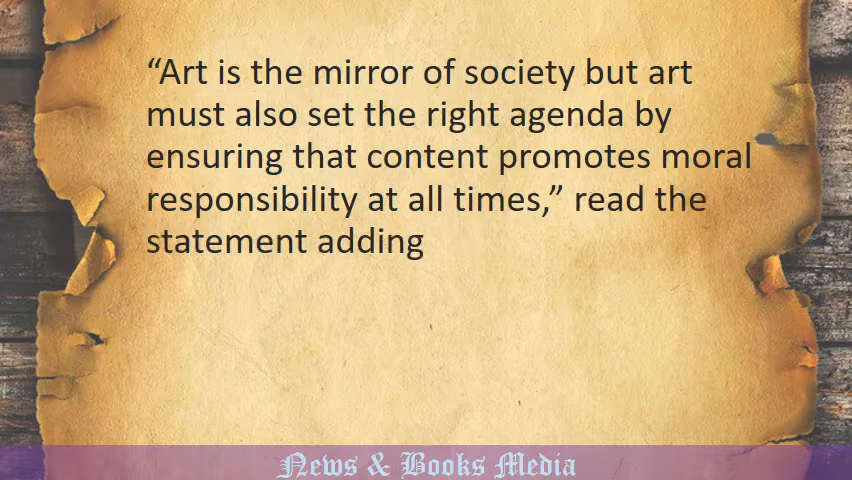 “Art is the mirror of society but art
must also set the right agenda by
ensuring that content promotes moral
responsibility at all times,” read the
statement adding
News & Books Media